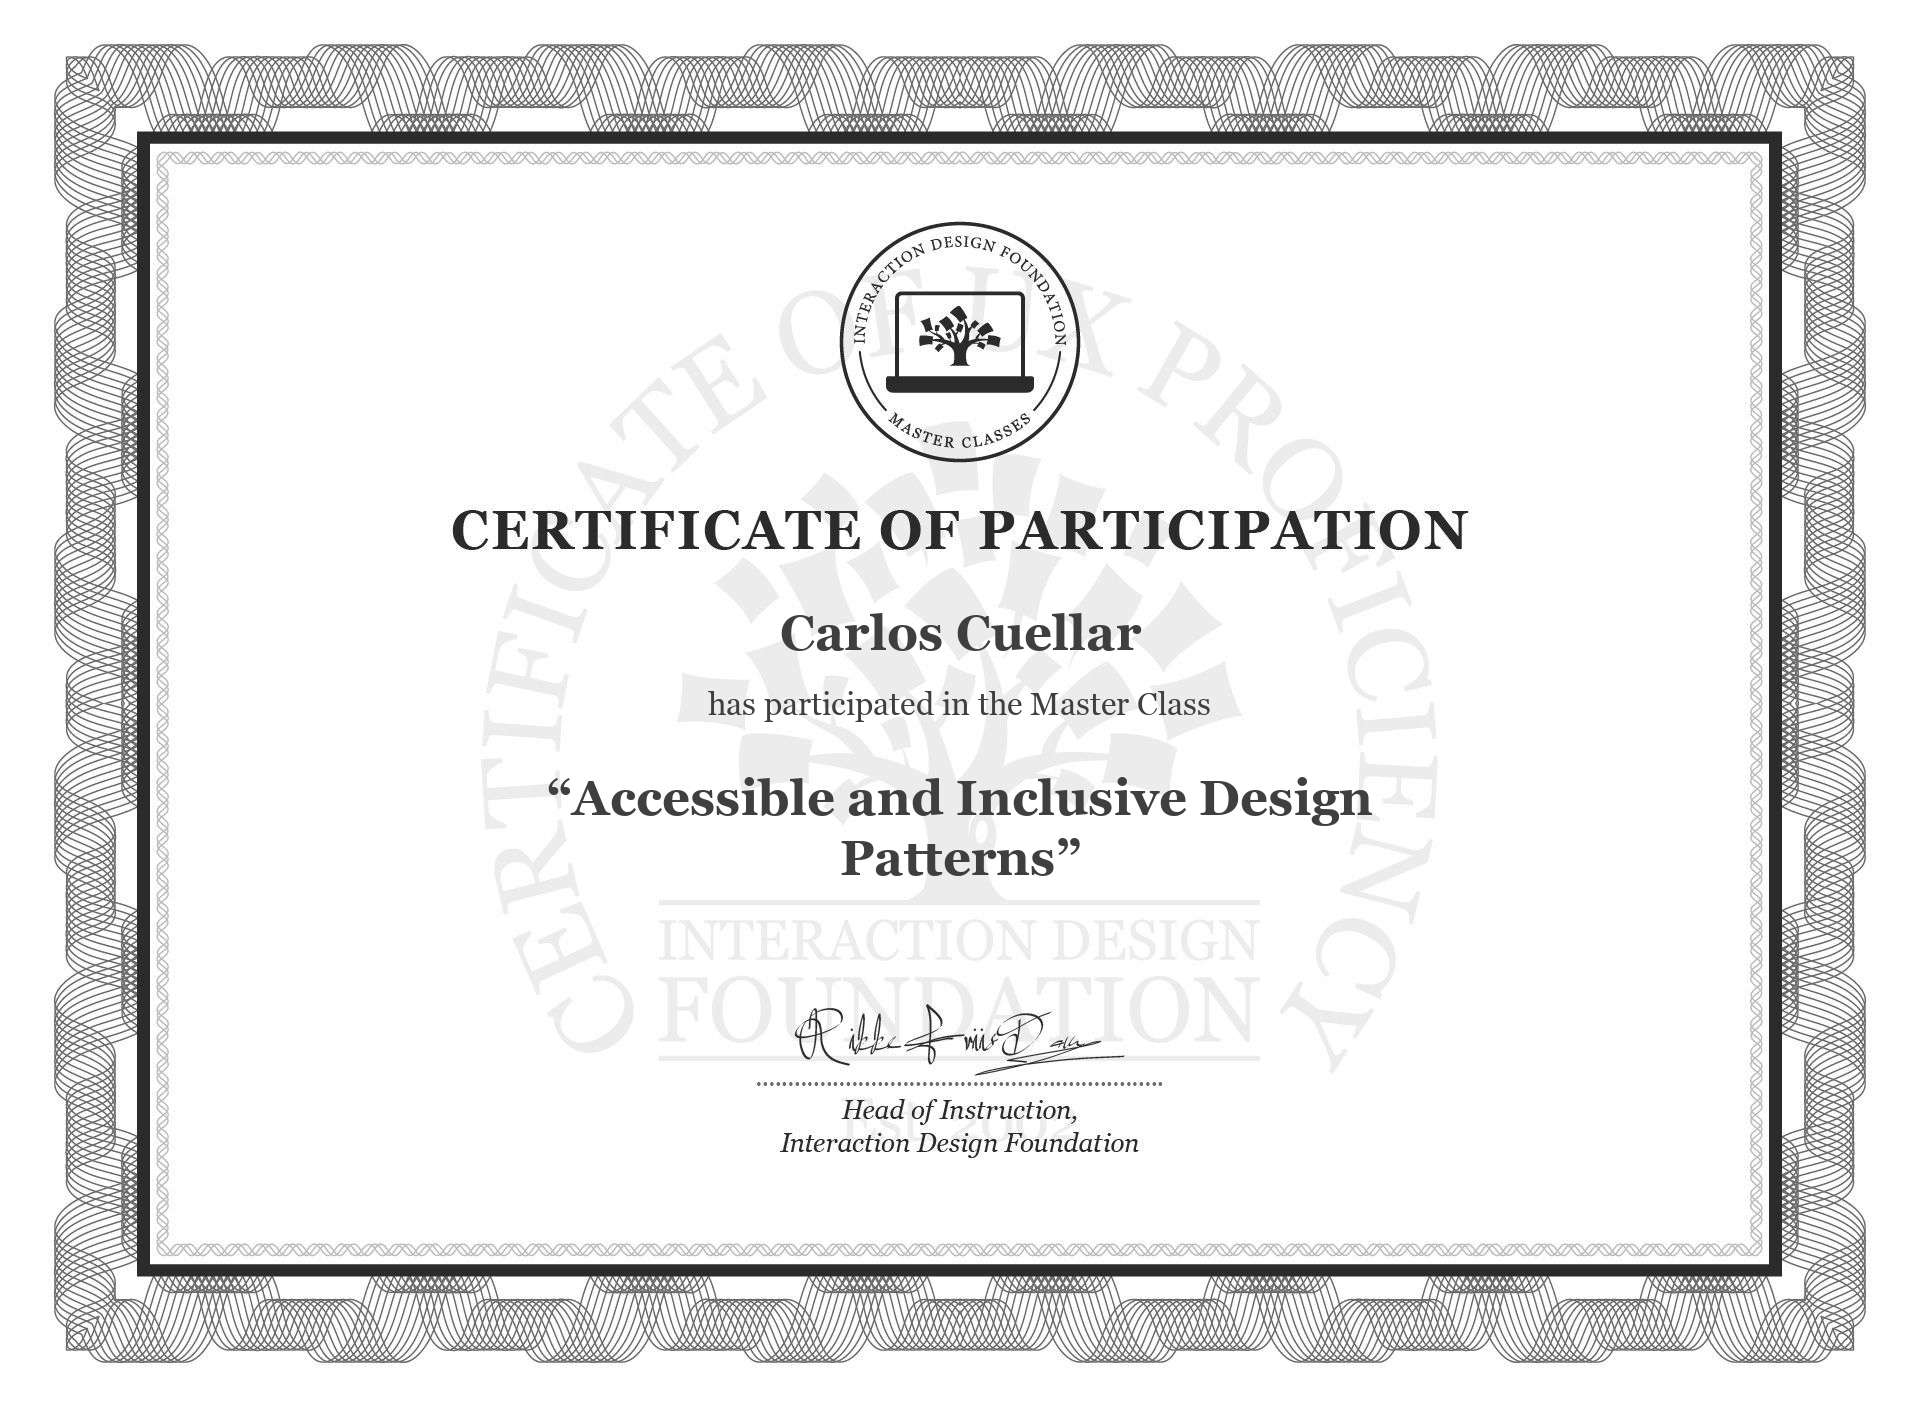 INTERACTION DESIGN FOUNDATION
MASTER CLASSES
CERTIFICATE OF UX PROFICIENCY
CERTIFICATE OF PARTICIPATION
Carlos Cuellar
has participated in the Master Class
“Accessible and Inclusive Design
Patterns”
INTERACTION DESIGN
FOUNDATION
Rikke Friis Dam
Head of Instruction,
Est. 2002
Interaction Design Foundation